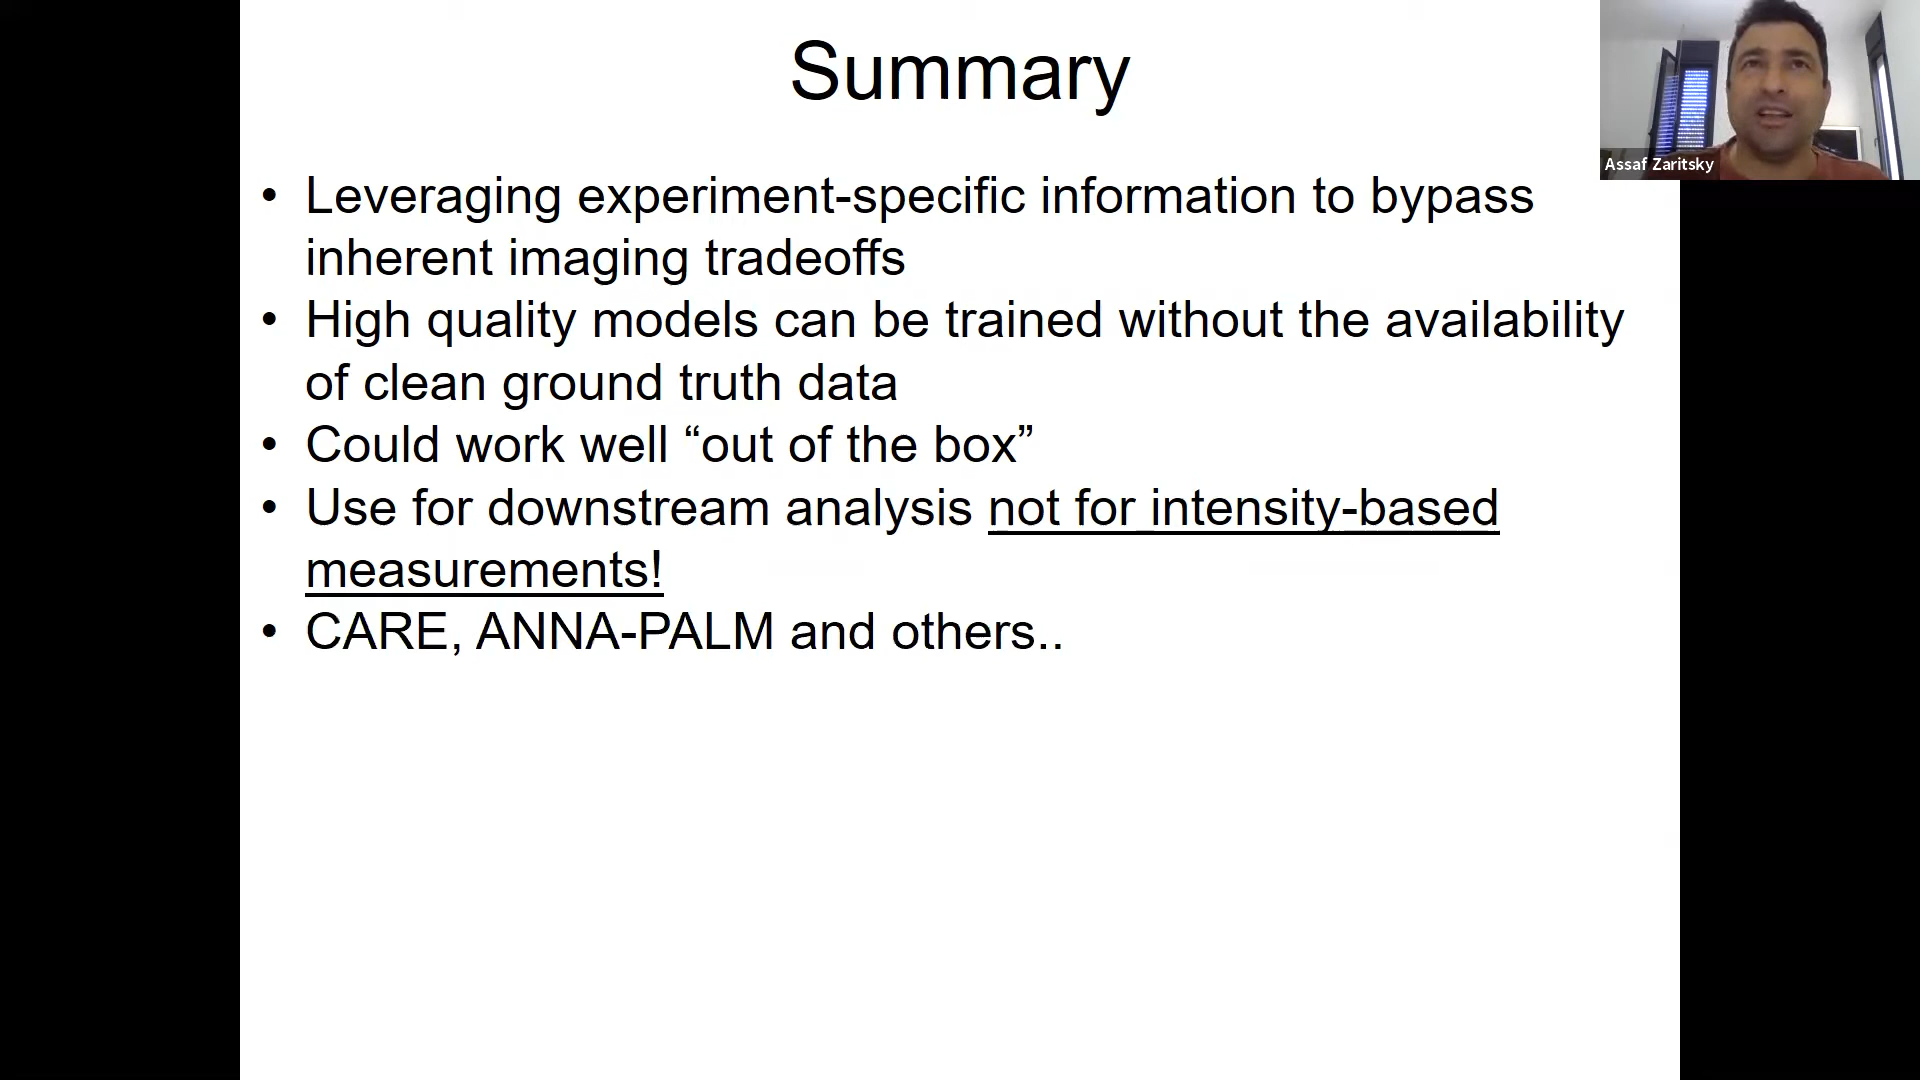 Summary
Assaf Zaritsky
• Leveraging experiment-specific information to bypass
inherent imaging tradeoffs
• High quality models can be trained without the availability
of clean ground truth data
• Could work well “out of the box”
• Use for downstream analysis not for intensity-based
measurements!
• CARE, ANNA-PALM and others..